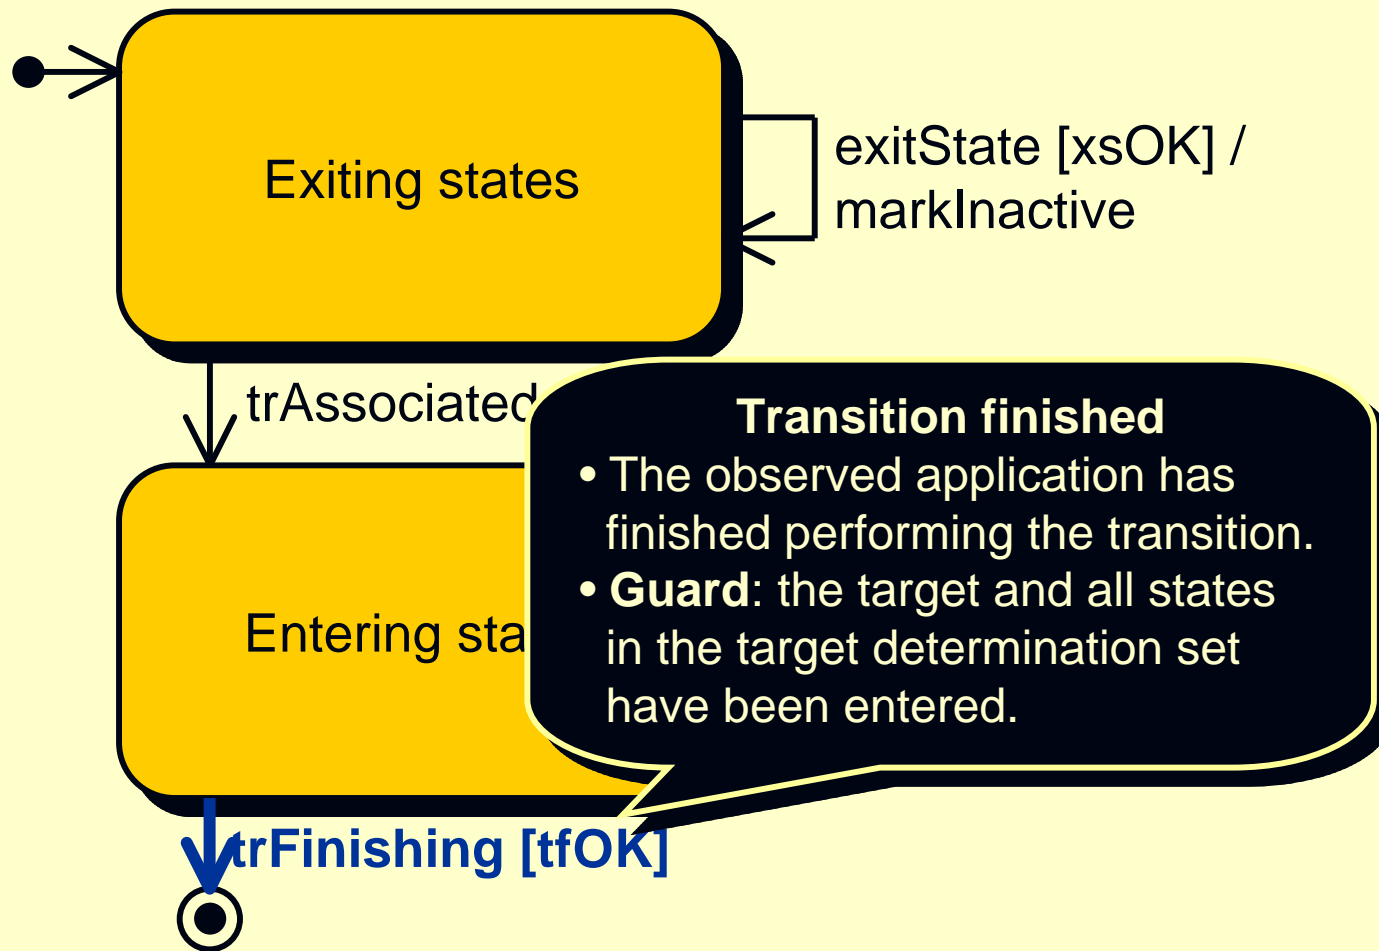 Exiting states
exitState [xsOK] /
markInactive
trAssociated
Transition finished
• The observed application has
finished performing the transition.
• Guard: the target and all states
in the target determination set
have been entered.
Entering sta
trFinishing [tfOK]